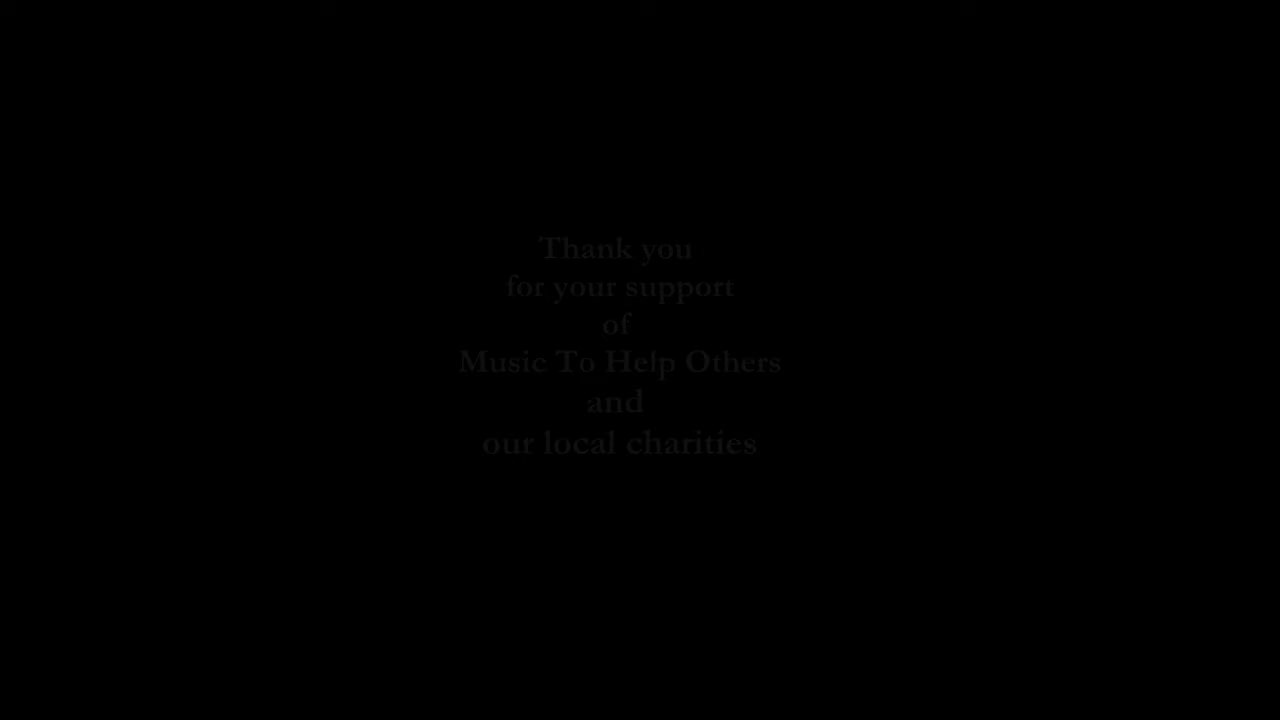 Thank you
for your support
of
Music To Help Others
and
our local charities